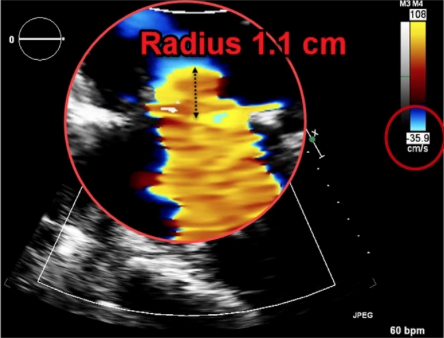 M3 M4
108
0
Radius 1.1 cm
-35.9
cm/s
x
JPEG
60 bpm